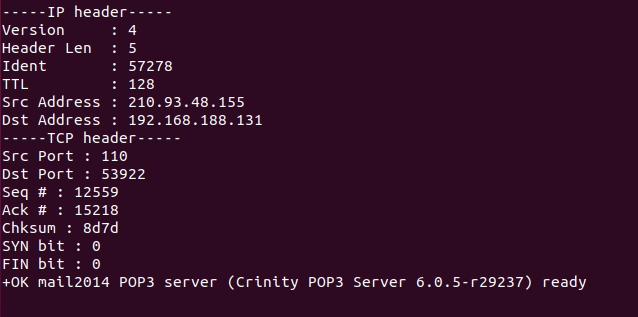 -----IP header-----
Version     : 4
Header Len  : 5
Ident       : 57278
TTL         : 128
Src Address : 210.93.48.155
Dst Address : 192.168.188.131
-----TCP header-----
Src Port : 110
Dst Port : 53922
Seq # : 12559
Ack # : 15218
Chksum : 8d7d
SYN bit : 0
FIN bit : 0
+OK mail2014 POP3 server (Crinity POP3 Server 6.0.5-r29237) ready